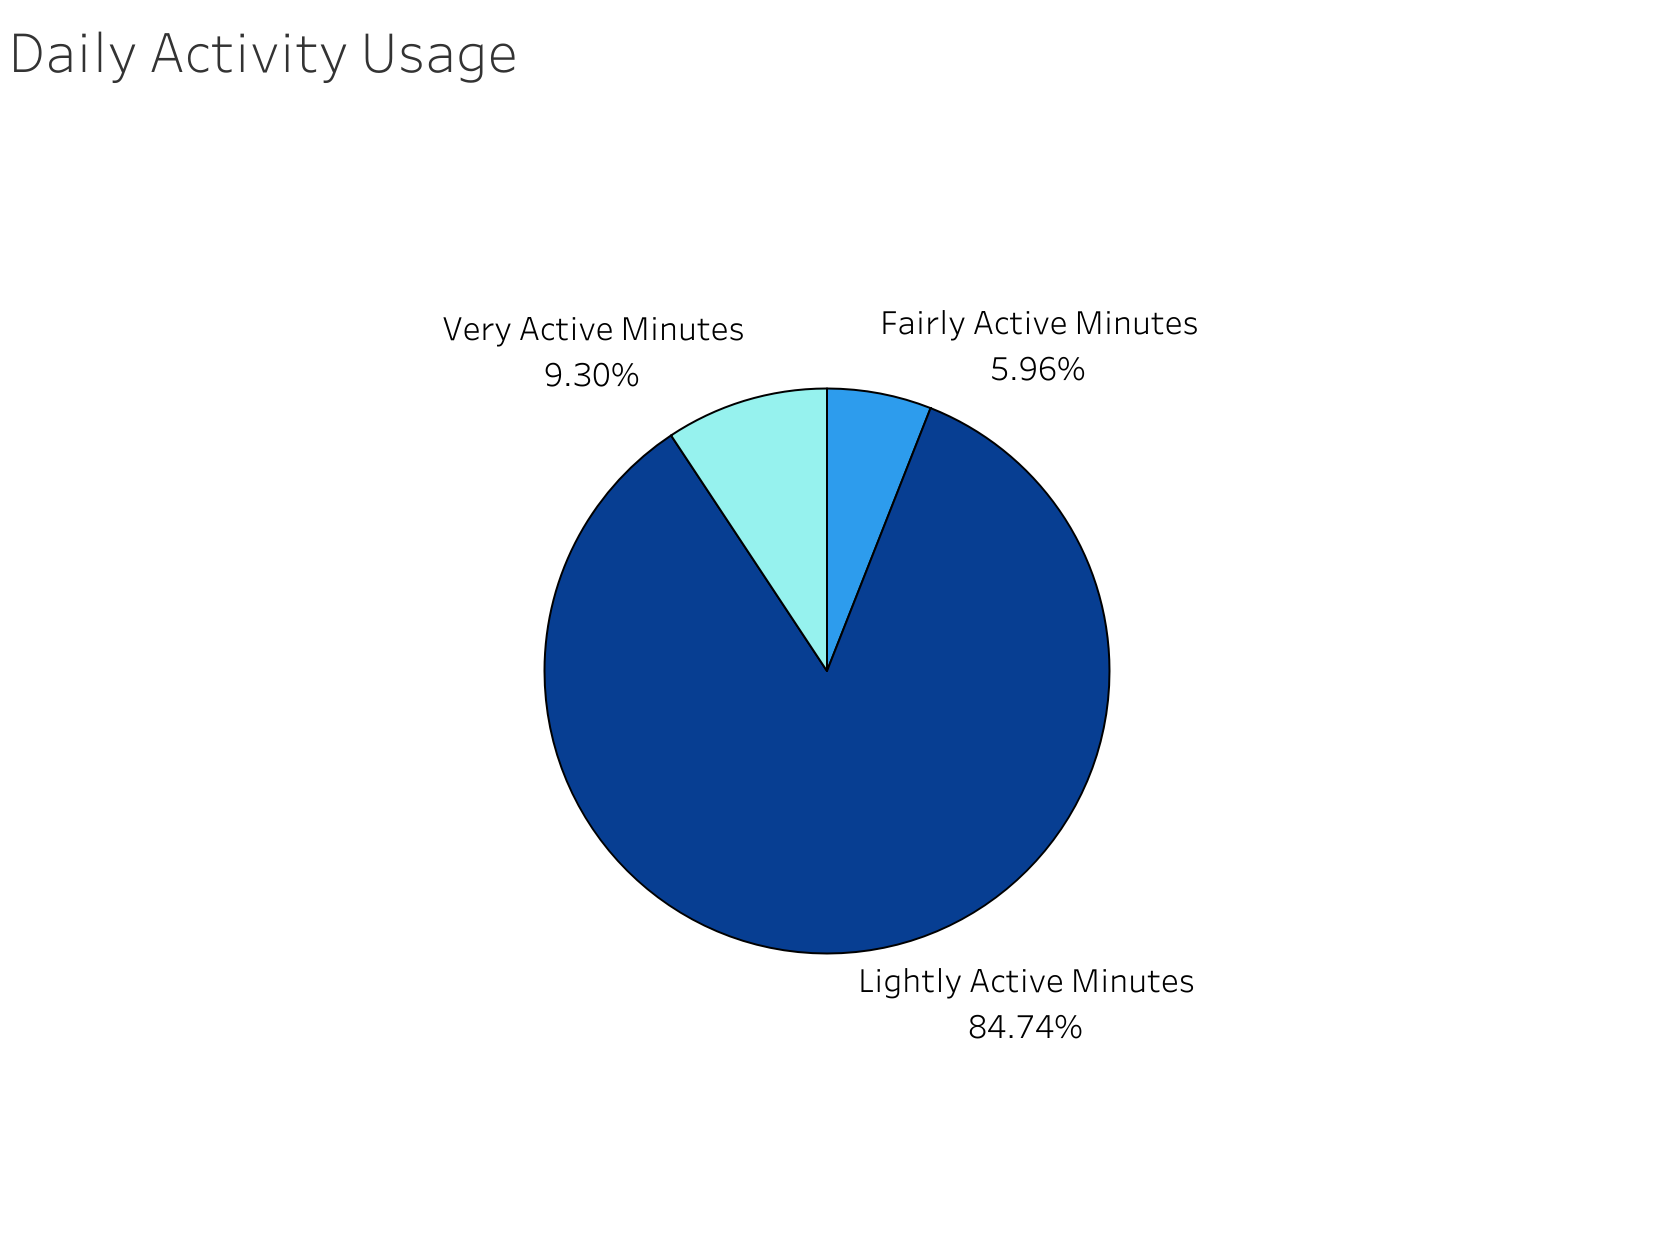 Daily Activity Usage
Very Active Minutes
9.30%
Fairly Active Minutes
5.96%
Lightly Active Minutes
84.74%